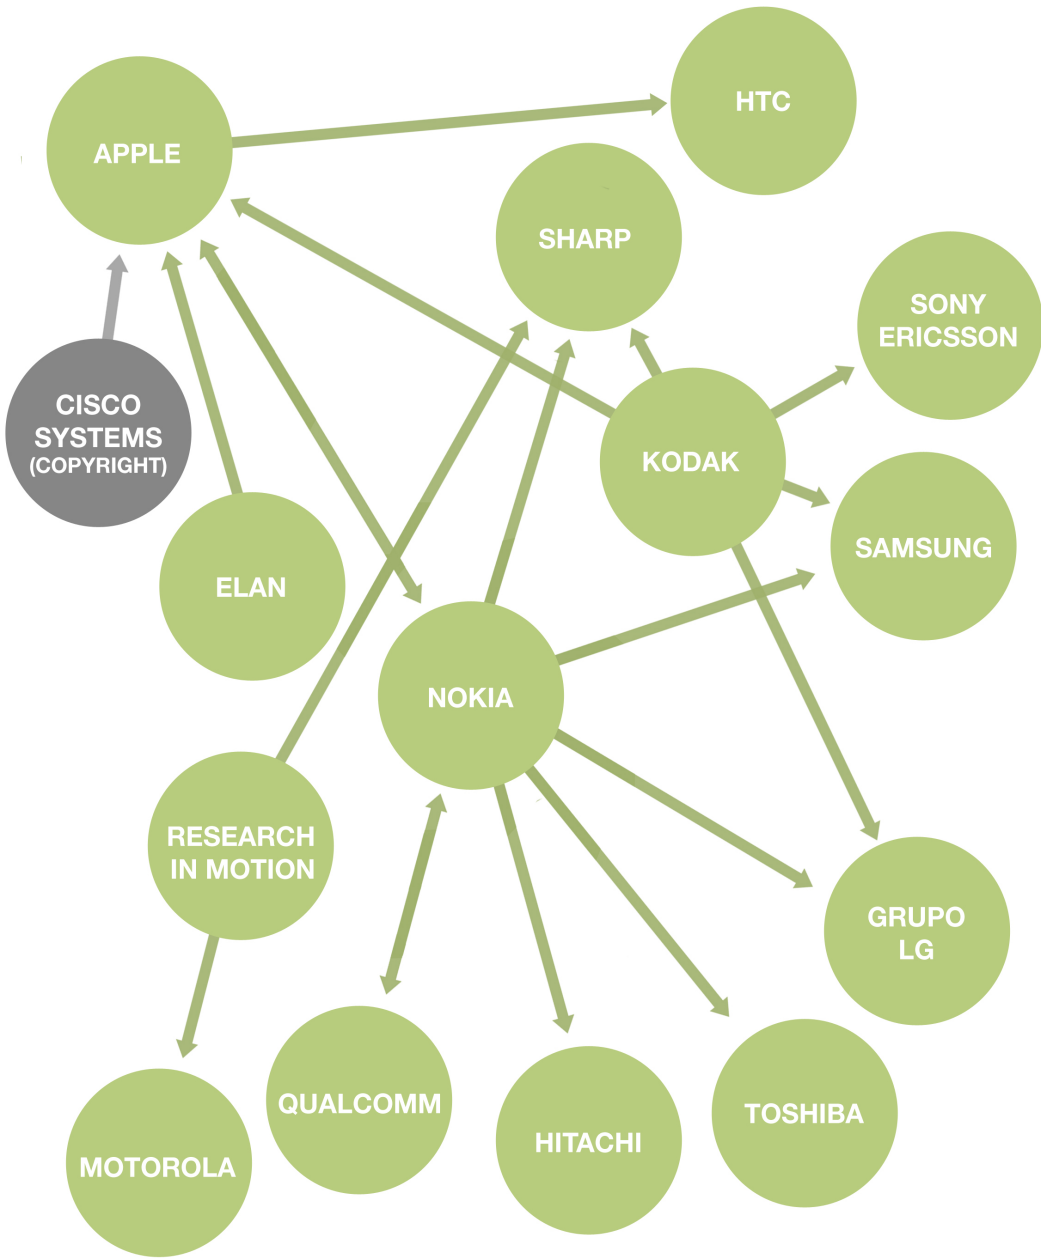 HTC
APPLE
SHARP
SONY
ERICSSON
CISCO
SYSTEMS
(COPYRIGHT)
KODAK
SAMSUNG
ELAN
NOKIA
RESEARCH
IN MOTION
GRUPO
LG
QUALCOMM
TOSHIBA
HITACHI
MOTOROLA